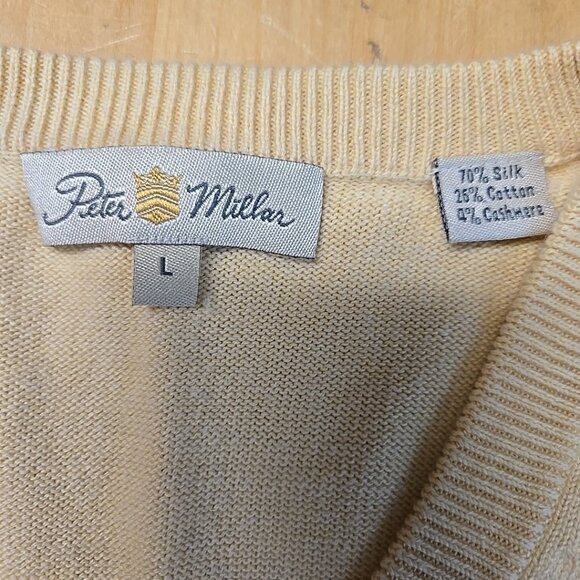 Peter Millar
L
70% Silk
26% Cotton
4% Cashmere